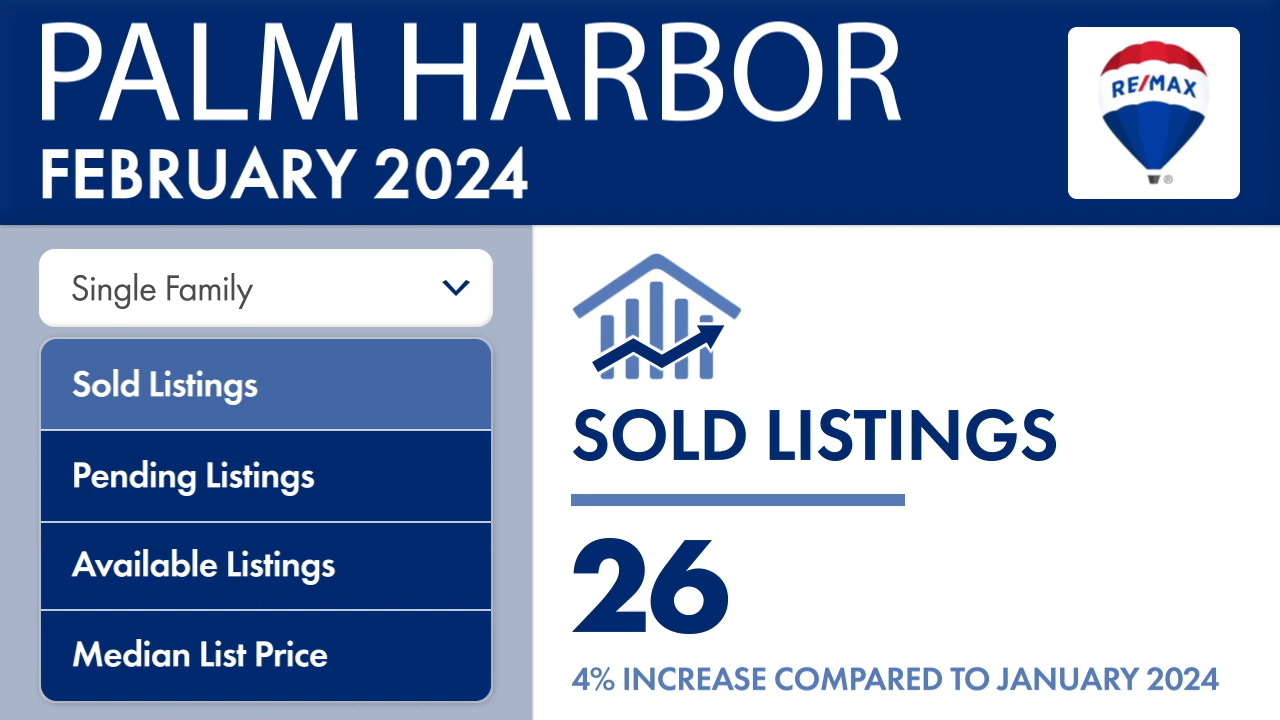 PALM HARBOR
FEBRUARY 2024
RE/MAX
®
Single Family
Sold Listings
Pending Listings
Available Listings
Median List Price
SOLD LISTINGS
26
4% INCREASE COMPARED TO JANUARY 2024